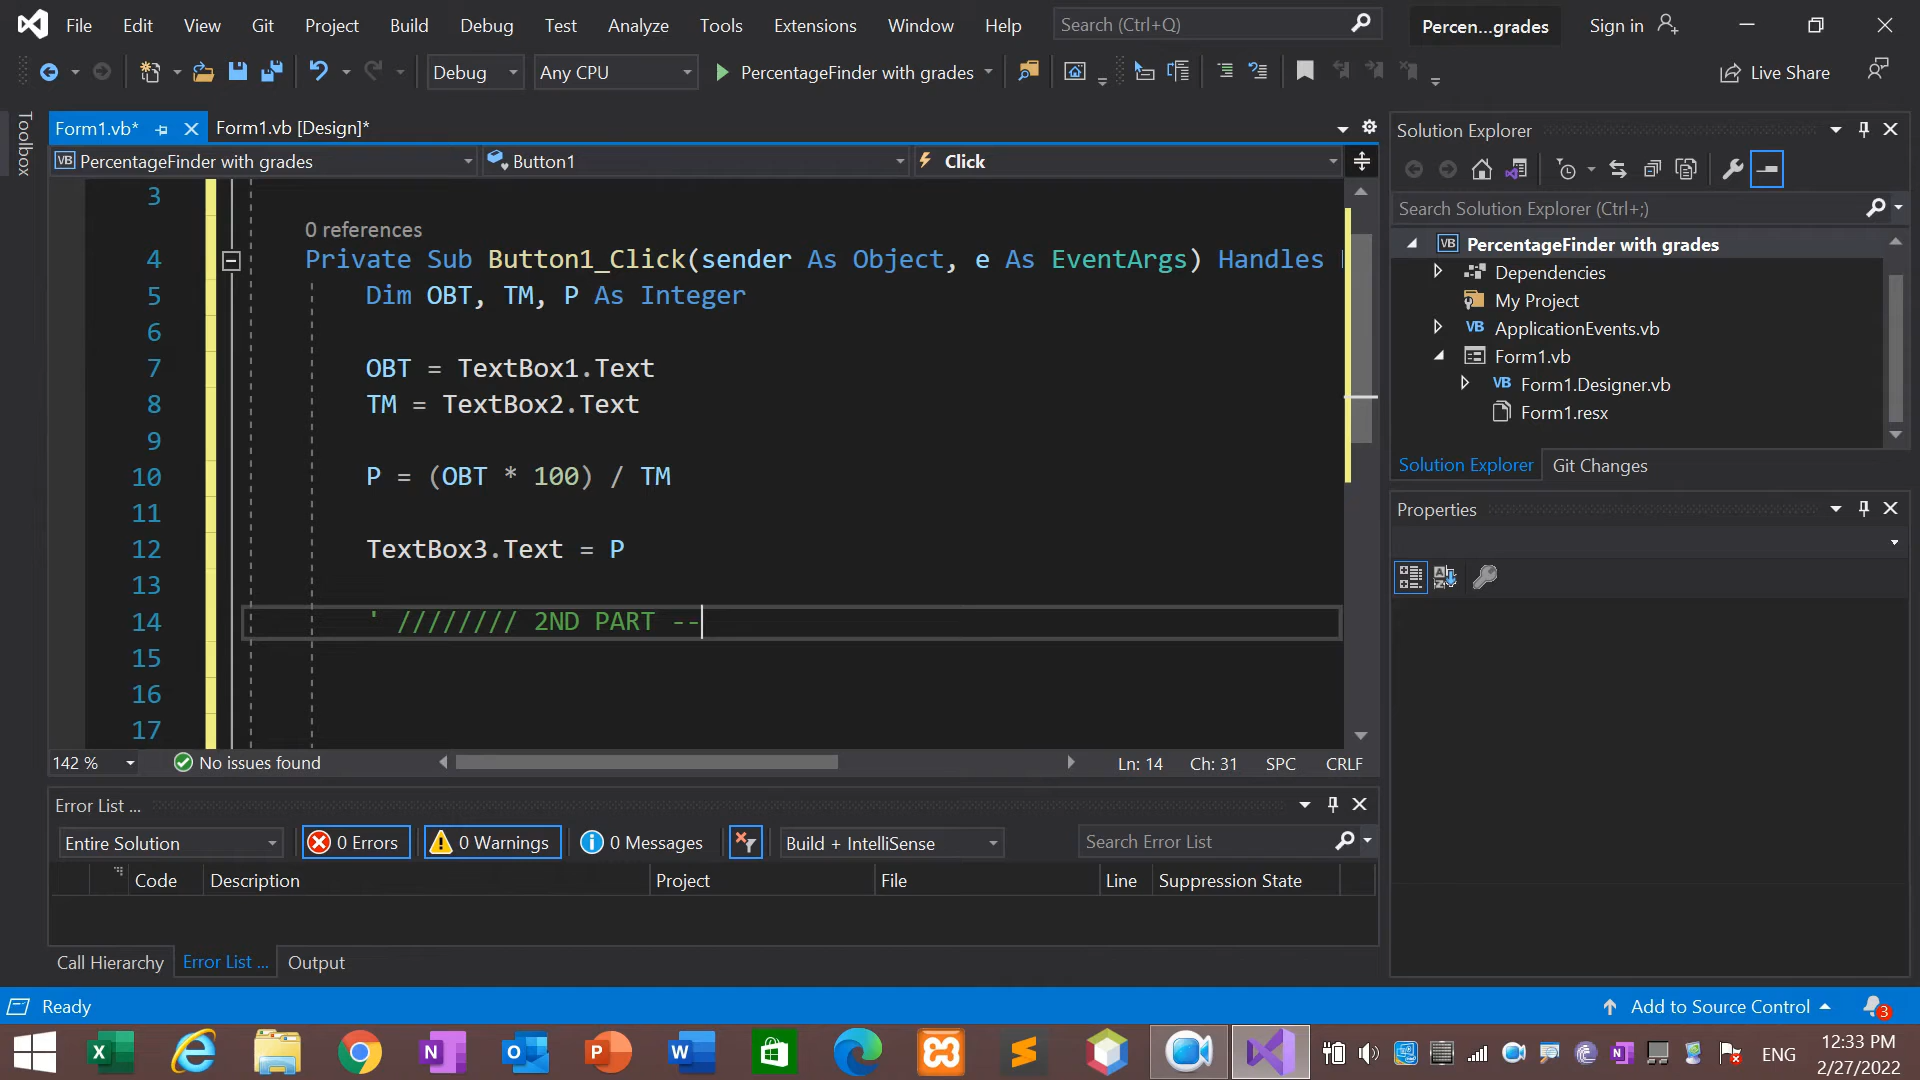 File Edit View Git Project Build Debug Test Analyze Tools Extensions Window Help Search (Ctrl+Q) Percen...grades Sign in
Debug Any CPU PercentageFinder with grades Live Share
Toolbox
Form1.vb* Form1.vb [Design]*
VB PercentageFinder with grades Button1 Click
3
0 references
4 Private Sub Button1_Click(sender As Object, e As EventArgs) Handles
5 Dim OBT, TM, P As Integer
6
7 OBT = TextBox1.Text
8 TM = TextBox2.Text
9
10 P = (OBT * 100) / TM
11
12 TextBox3.Text = P
13
14 ' //////// 2ND PART --
15
16
17
142 % No issues found Ln: 14 Ch: 31 SPC CRLF
Error List ...
Entire Solution 0 Errors 0 Warnings 0 Messages Build + IntelliSense Search Error List
Code Description Project File Line Suppression State
Call Hierarchy Error List ... Output
Solution Explorer
Search Solution Explorer (Ctrl+;)
VB PercentageFinder with grades
Dependencies
My Project
VB ApplicationEvents.vb
Form1.vb
VB Form1.Designer.vb
Form1.resx
Solution Explorer Git Changes
Properties
Ready Add to Source Control 3
ENG 12:33 PM
2/27/2022